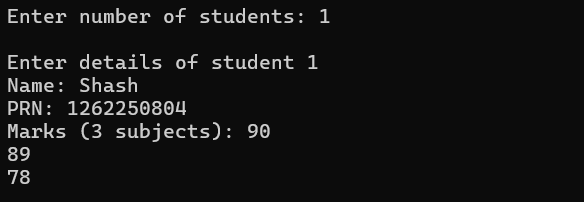 Enter number of students: 1
Enter details of student 1
Name: Shash
PRN: 1262250804
Marks (3 subjects): 90
89
78